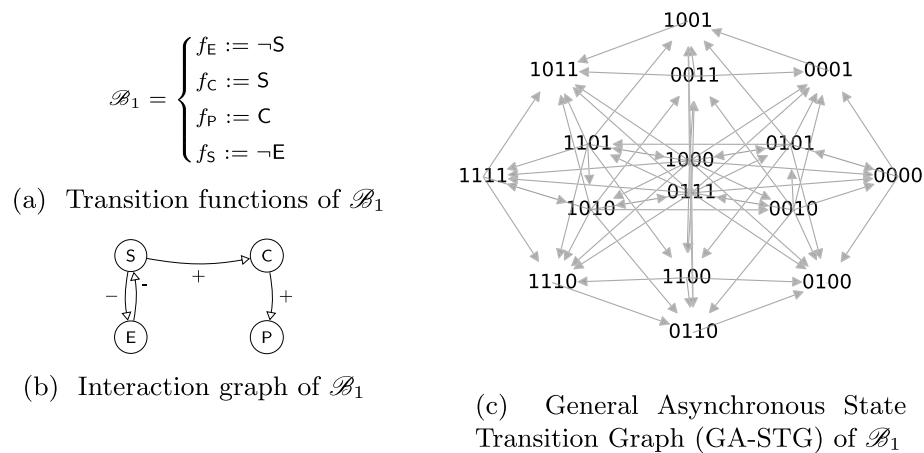 ℬ₁ =
f_E := ¬S
f_C := S
f_P := C
f_S := ¬E
(a) Transition functions of ℬ₁
S
C
+
−
-
+
E
P
(b) Interaction graph of ℬ₁
1001
1011
0011
0001
1101
0101
1000
1111
0000
0111
1010
0010
1110
1100
0100
0110
(c) General Asynchronous State
Transition Graph (GA-STG) of ℬ₁